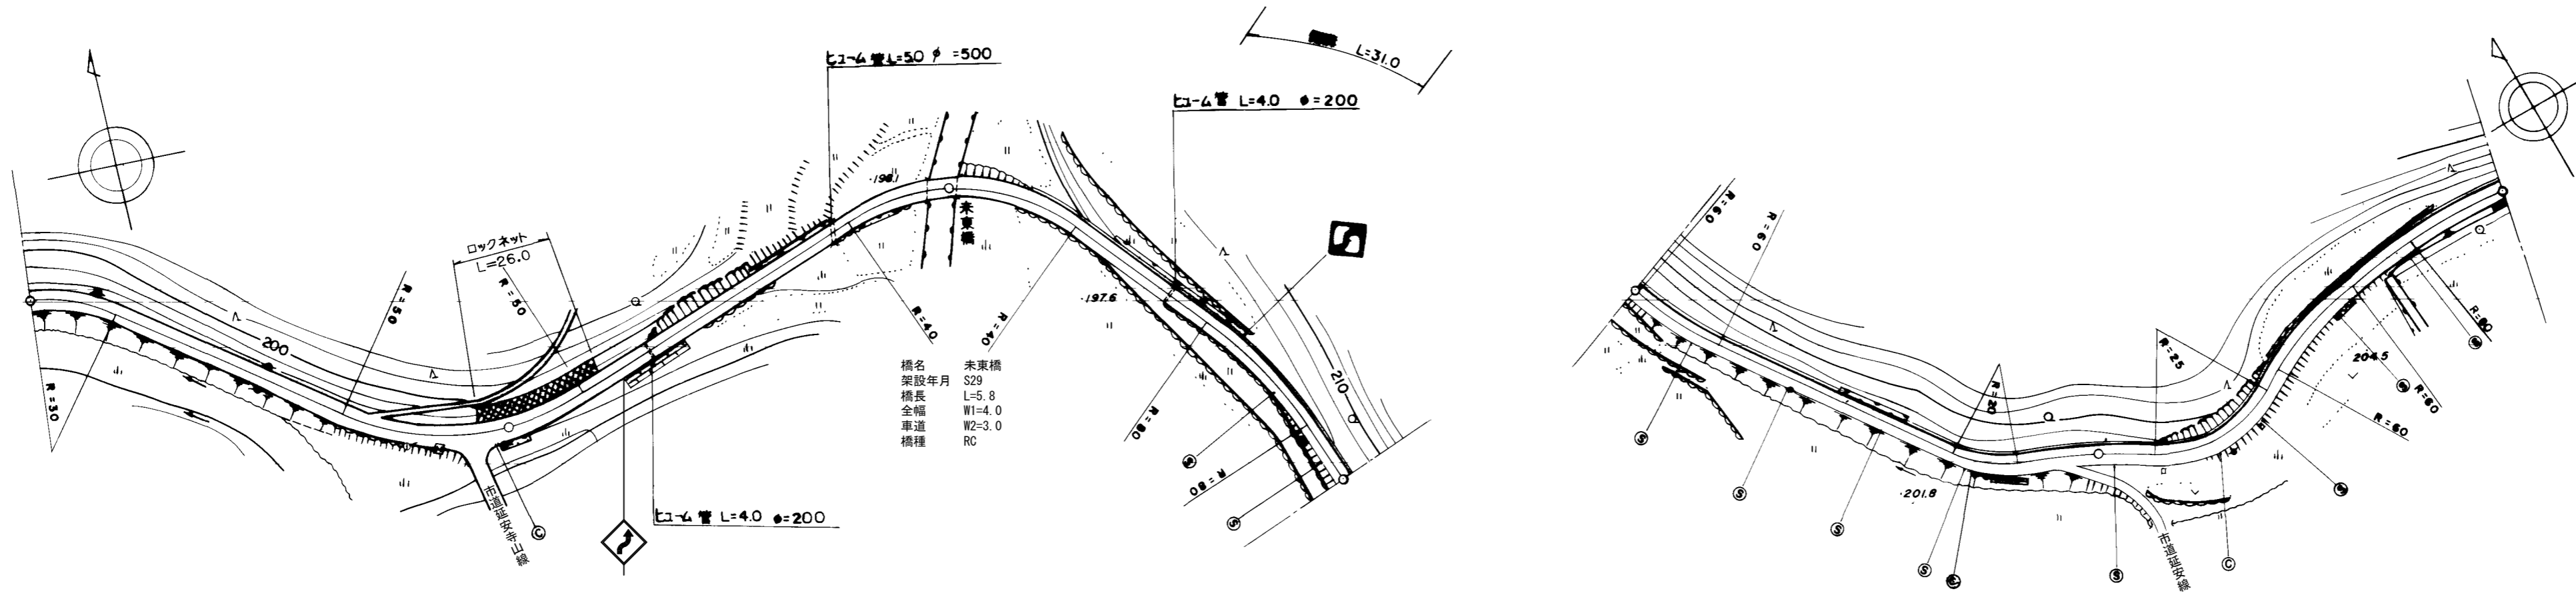 ヒューム管 L=5.0 φ=500
L=31.0
ヒューム管 L=4.0 φ=200
198.1
未東橋
ロックネット
L=26.0
R=50
R=50
200
R=30
R=40
R=40
197.6
210
R=80
R=80
橋名 未東橋
架設年月 S29
橋長 L=5.8
全幅 W1=4.0
車道 W2=3.0
橋種 RC
市道延安寺山線
C
ヒューム管 L=4.0 φ=200
S
R=60
R=60
R=20
R=25
R=60
204.5
R=60
R=60
201.8
S
S
S
S
S
C
市道延安線